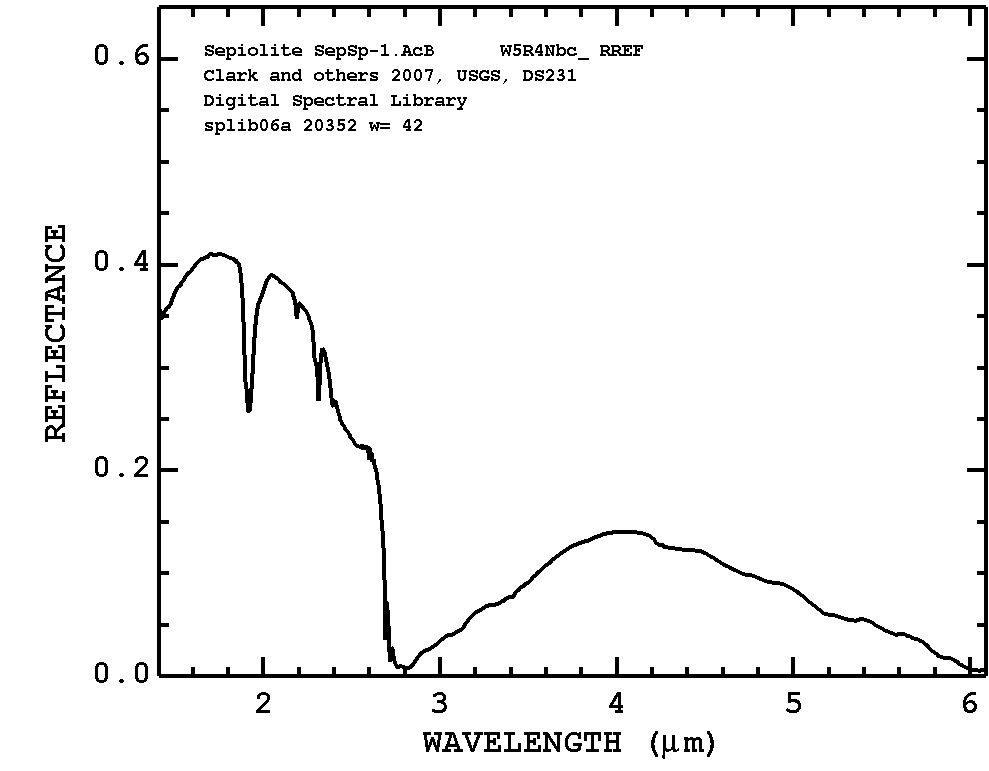 0.6
Sepiolite SepSp-1.AcB W5R4Nbc_ RREF
Clark and others 2007, USGS, DS231
Digital Spectral Library
splib06a 20352 w= 42
0.4
REFLECTANCE
0.2
0.0
2 3 4 5 6
WAVELENGTH (μm)